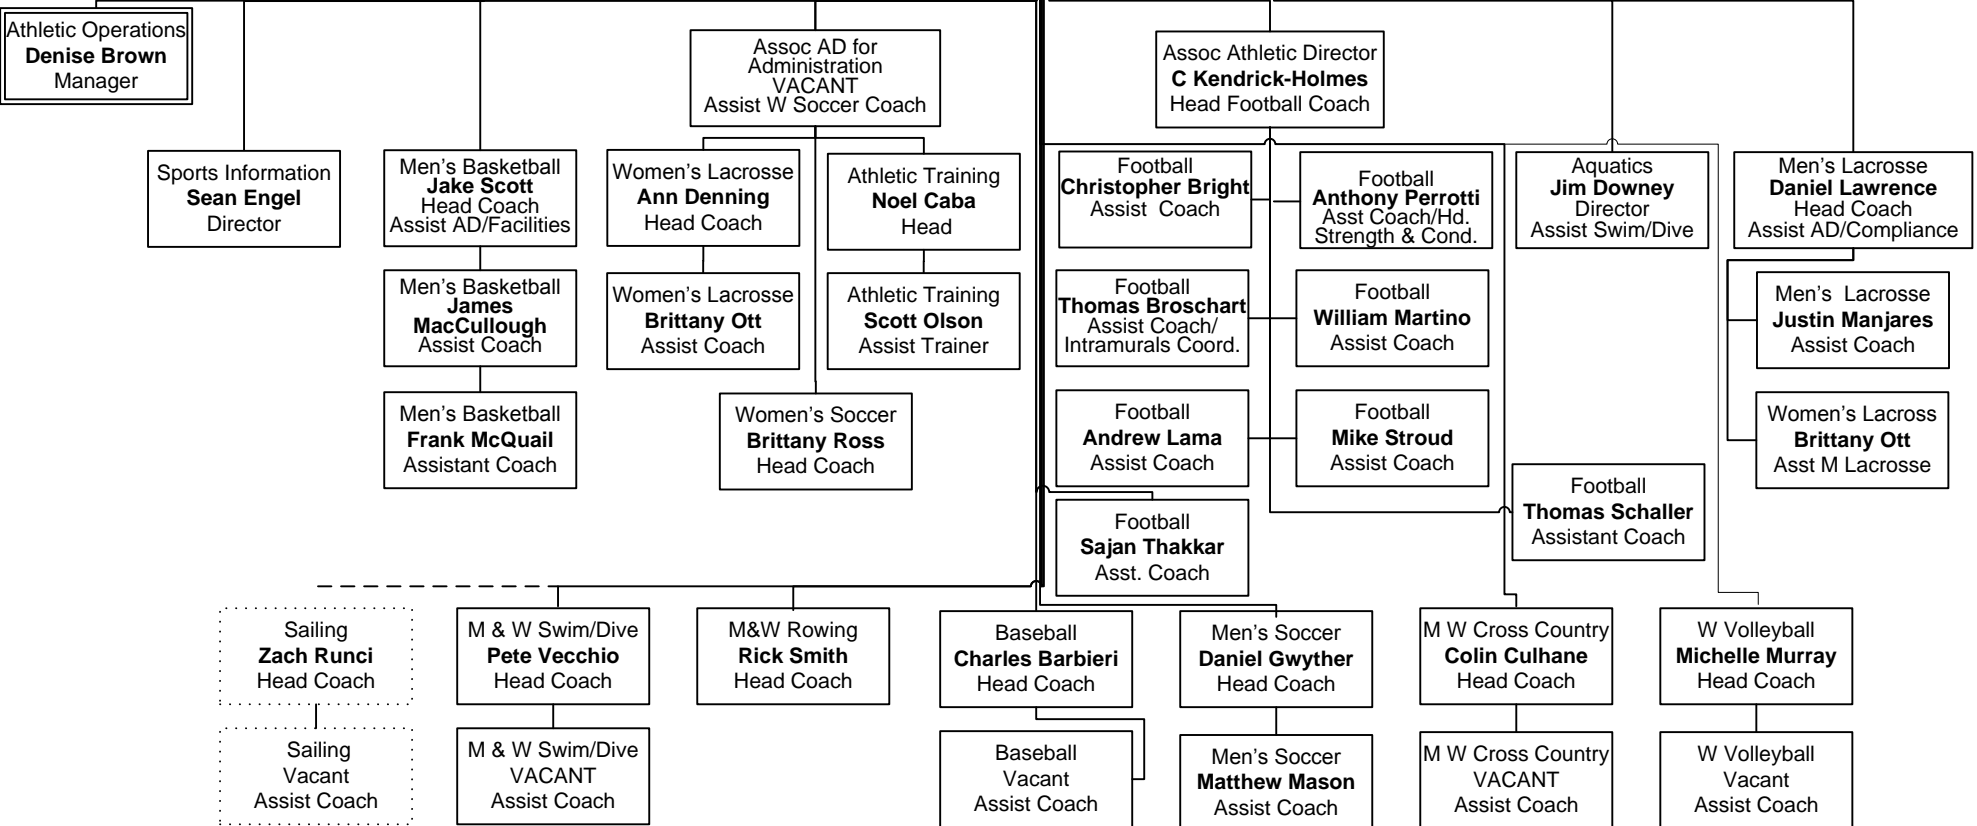 Athletic Operations
Denise Brown
Manager
Assoc AD for
Administration
VACANT
Assist W Soccer Coach
Assoc Athletic Director
C Kendrick-Holmes
Head Football Coach
Sports Information
Sean Engel
Director
Men's Basketball
Jake Scott
Head Coach
Assist AD/Facilities
Women's Lacrosse
Ann Denning
Head Coach
Athletic Training
Noel Caba
Head
Football
Christopher Bright
Assist Coach
Football
Anthony Perrotti
Asst Coach/Hd.
Strength & Cond.
Aquatics
Jim Downey
Director
Assist Swim/Dive
Men's Lacrosse
Daniel Lawrence
Head Coach
Assist AD/Compliance
Men's Basketball
James
MacCullough
Assist Coach
Women's Lacrosse
Brittany Ott
Assist Coach
Athletic Training
Scott Olson
Assist Trainer
Football
Thomas Broschart
Assist Coach/
Intramurals Coord.
Football
William Martino
Assist Coach
Men's Lacrosse
Justin Manjares
Assist Coach
Men's Basketball
Frank McQuail
Assistant Coach
Women's Soccer
Brittany Ross
Head Coach
Football
Andrew Lama
Assist Coach
Football
Mike Stroud
Assist Coach
Women's Lacross
Brittany Ott
Asst M Lacrosse
Football
Thomas Schaller
Assistant Coach
Football
Sajan Thakkar
Asst. Coach
Sailing
Zach Runci
Head Coach
M & W Swim/Dive
Pete Vecchio
Head Coach
M&W Rowing
Rick Smith
Head Coach
Baseball
Charles Barbieri
Head Coach
Men's Soccer
Daniel Gwyther
Head Coach
M W Cross Country
Colin Culhane
Head Coach
W Volleyball
Michelle Murray
Head Coach
Sailing
Vacant
Assist Coach
M & W Swim/Dive
VACANT
Assist Coach
Baseball
Vacant
Assist Coach
Men's Soccer
Matthew Mason
Assist Coach
M W Cross Country
VACANT
Assist Coach
W Volleyball
Vacant
Assist Coach